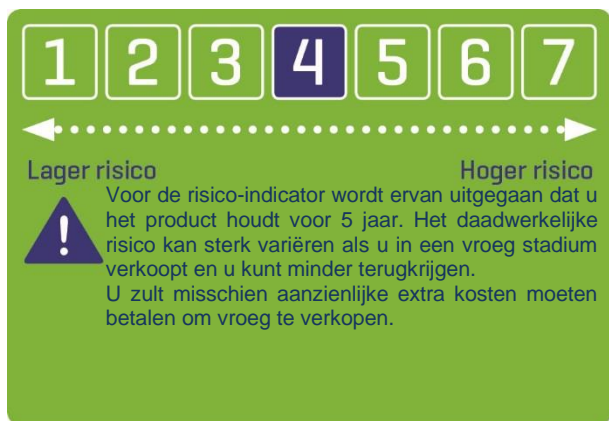 1 2 3 4 5 6 7
Lager risico Hoger risico
Voor de risico-indicator wordt ervan uitgegaan dat u
het product houdt voor 5 jaar. Het daadwerkelijke
risico kan sterk variëren als u in een vroeg stadium
verkoopt en u kunt minder terugkrijgen.
U zult misschien aanzienlijke extra kosten moeten
betalen om vroeg te verkopen.